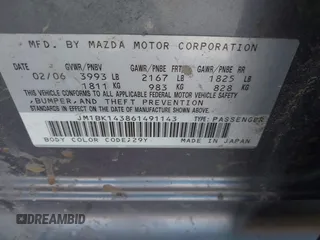 MFD. BY MAZDA MOTOR CORPORATION
DATE GVWR/PNBV GAWR/PNBE FRT GAWR/PNBE RR
02/06 3993 LB 2167 LB 1825 LB
1811 KG 983 KG 828 KG
THIS VEHICLE CONFORMS TO ALL APPLICABLE FEDERAL MOTOR VEHICLE SAFETY
, BUMPER, AND THEFT PREVENTION
STANDARDS IN EFFECT ON THE DATE OF MANUFACTURE SHOWN ABOVE.
JM1BK143861491143 TYPE: PASSENGER
BODY COLOR CODE: 29Y MADE IN JAPAN
DREAMBID